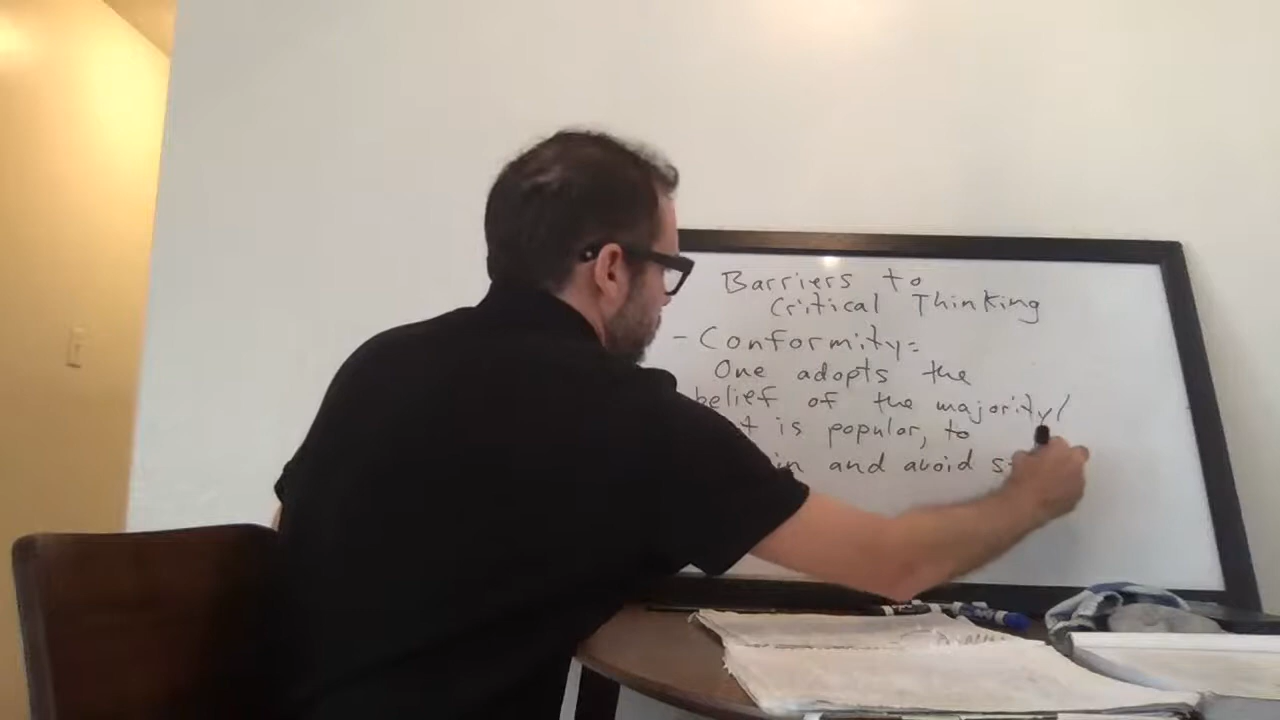 Barriers to
Critical Thinking
- Conformity:
One adopts the
belief of the majority/
is popular, to
and avoid